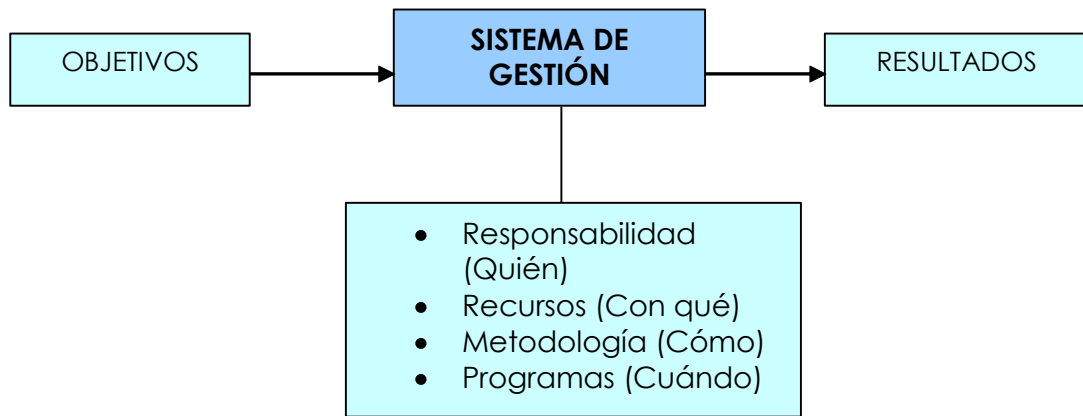 OBJETIVOS
SISTEMA DE
GESTIÓN
RESULTADOS
• Responsabilidad
(Quién)
• Recursos (Con qué)
• Metodología (Cómo)
• Programas (Cuándo)